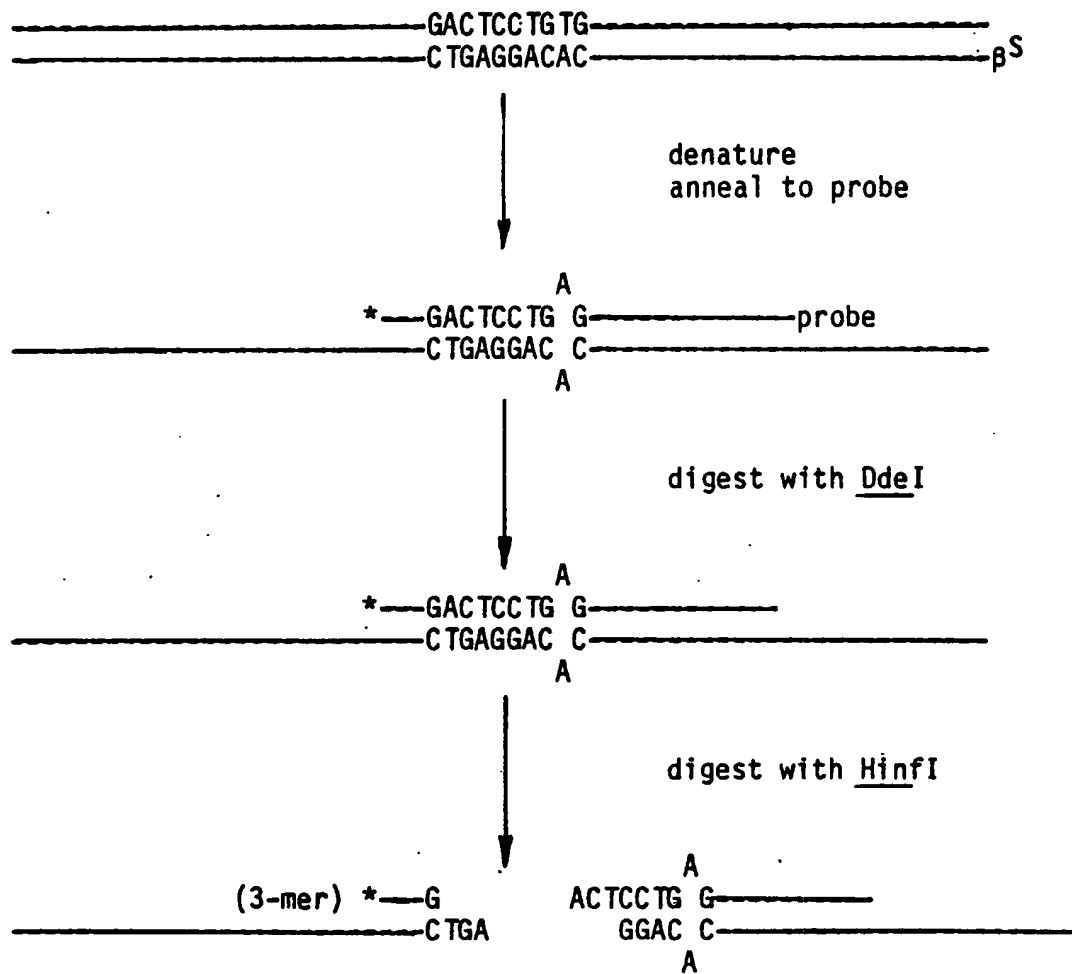 GACTCCTGTG
CTGAGGACAC βS
denature
anneal to probe
A
*GACTCCTG G probe
CTGAGGAC C
A
digest with DdeI
A
*GACTCCTG G
CTGAGGAC C
A
digest with HinfI
A
(3-mer) *G ACTCCTG G
CTGA GGAC C
A